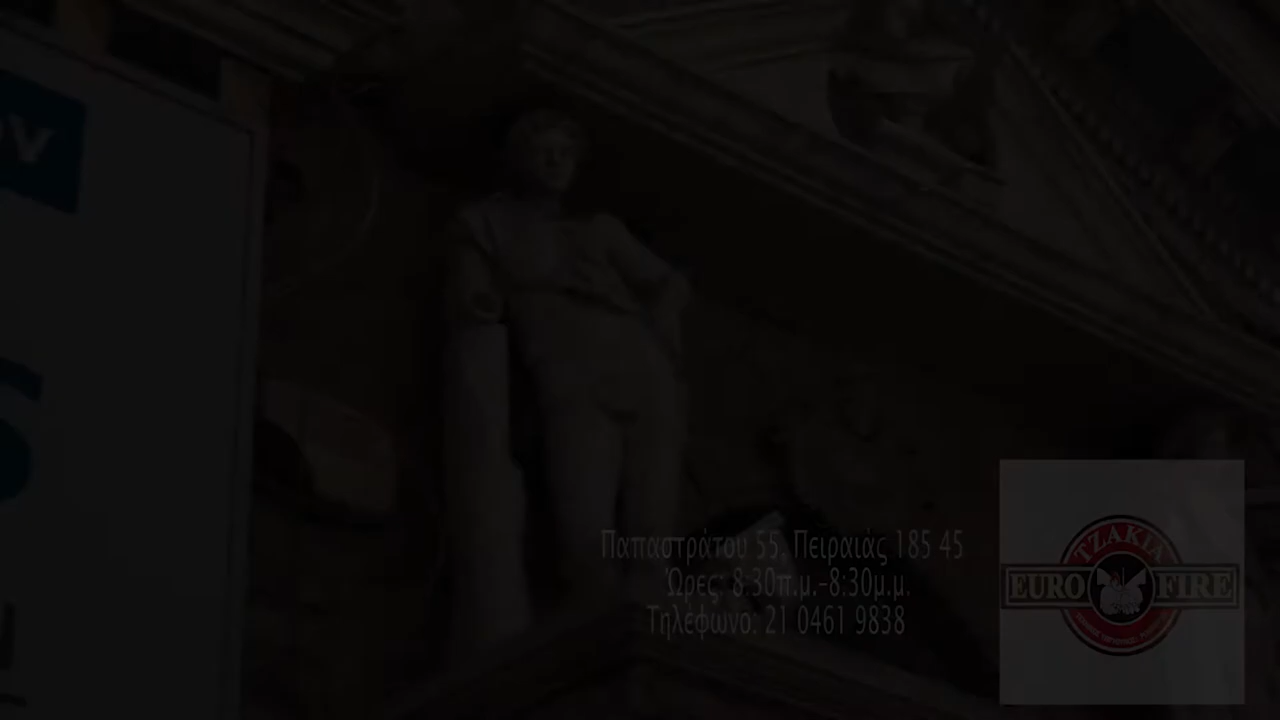 Παπαστράτου 55, Πειραιάς 185 45
Ώρες: 8:30π.μ.-8:30μ.μ.
Τηλέφωνο: 21 0461 9838
ΤΖΑΚΙΑ
EURO FIRE